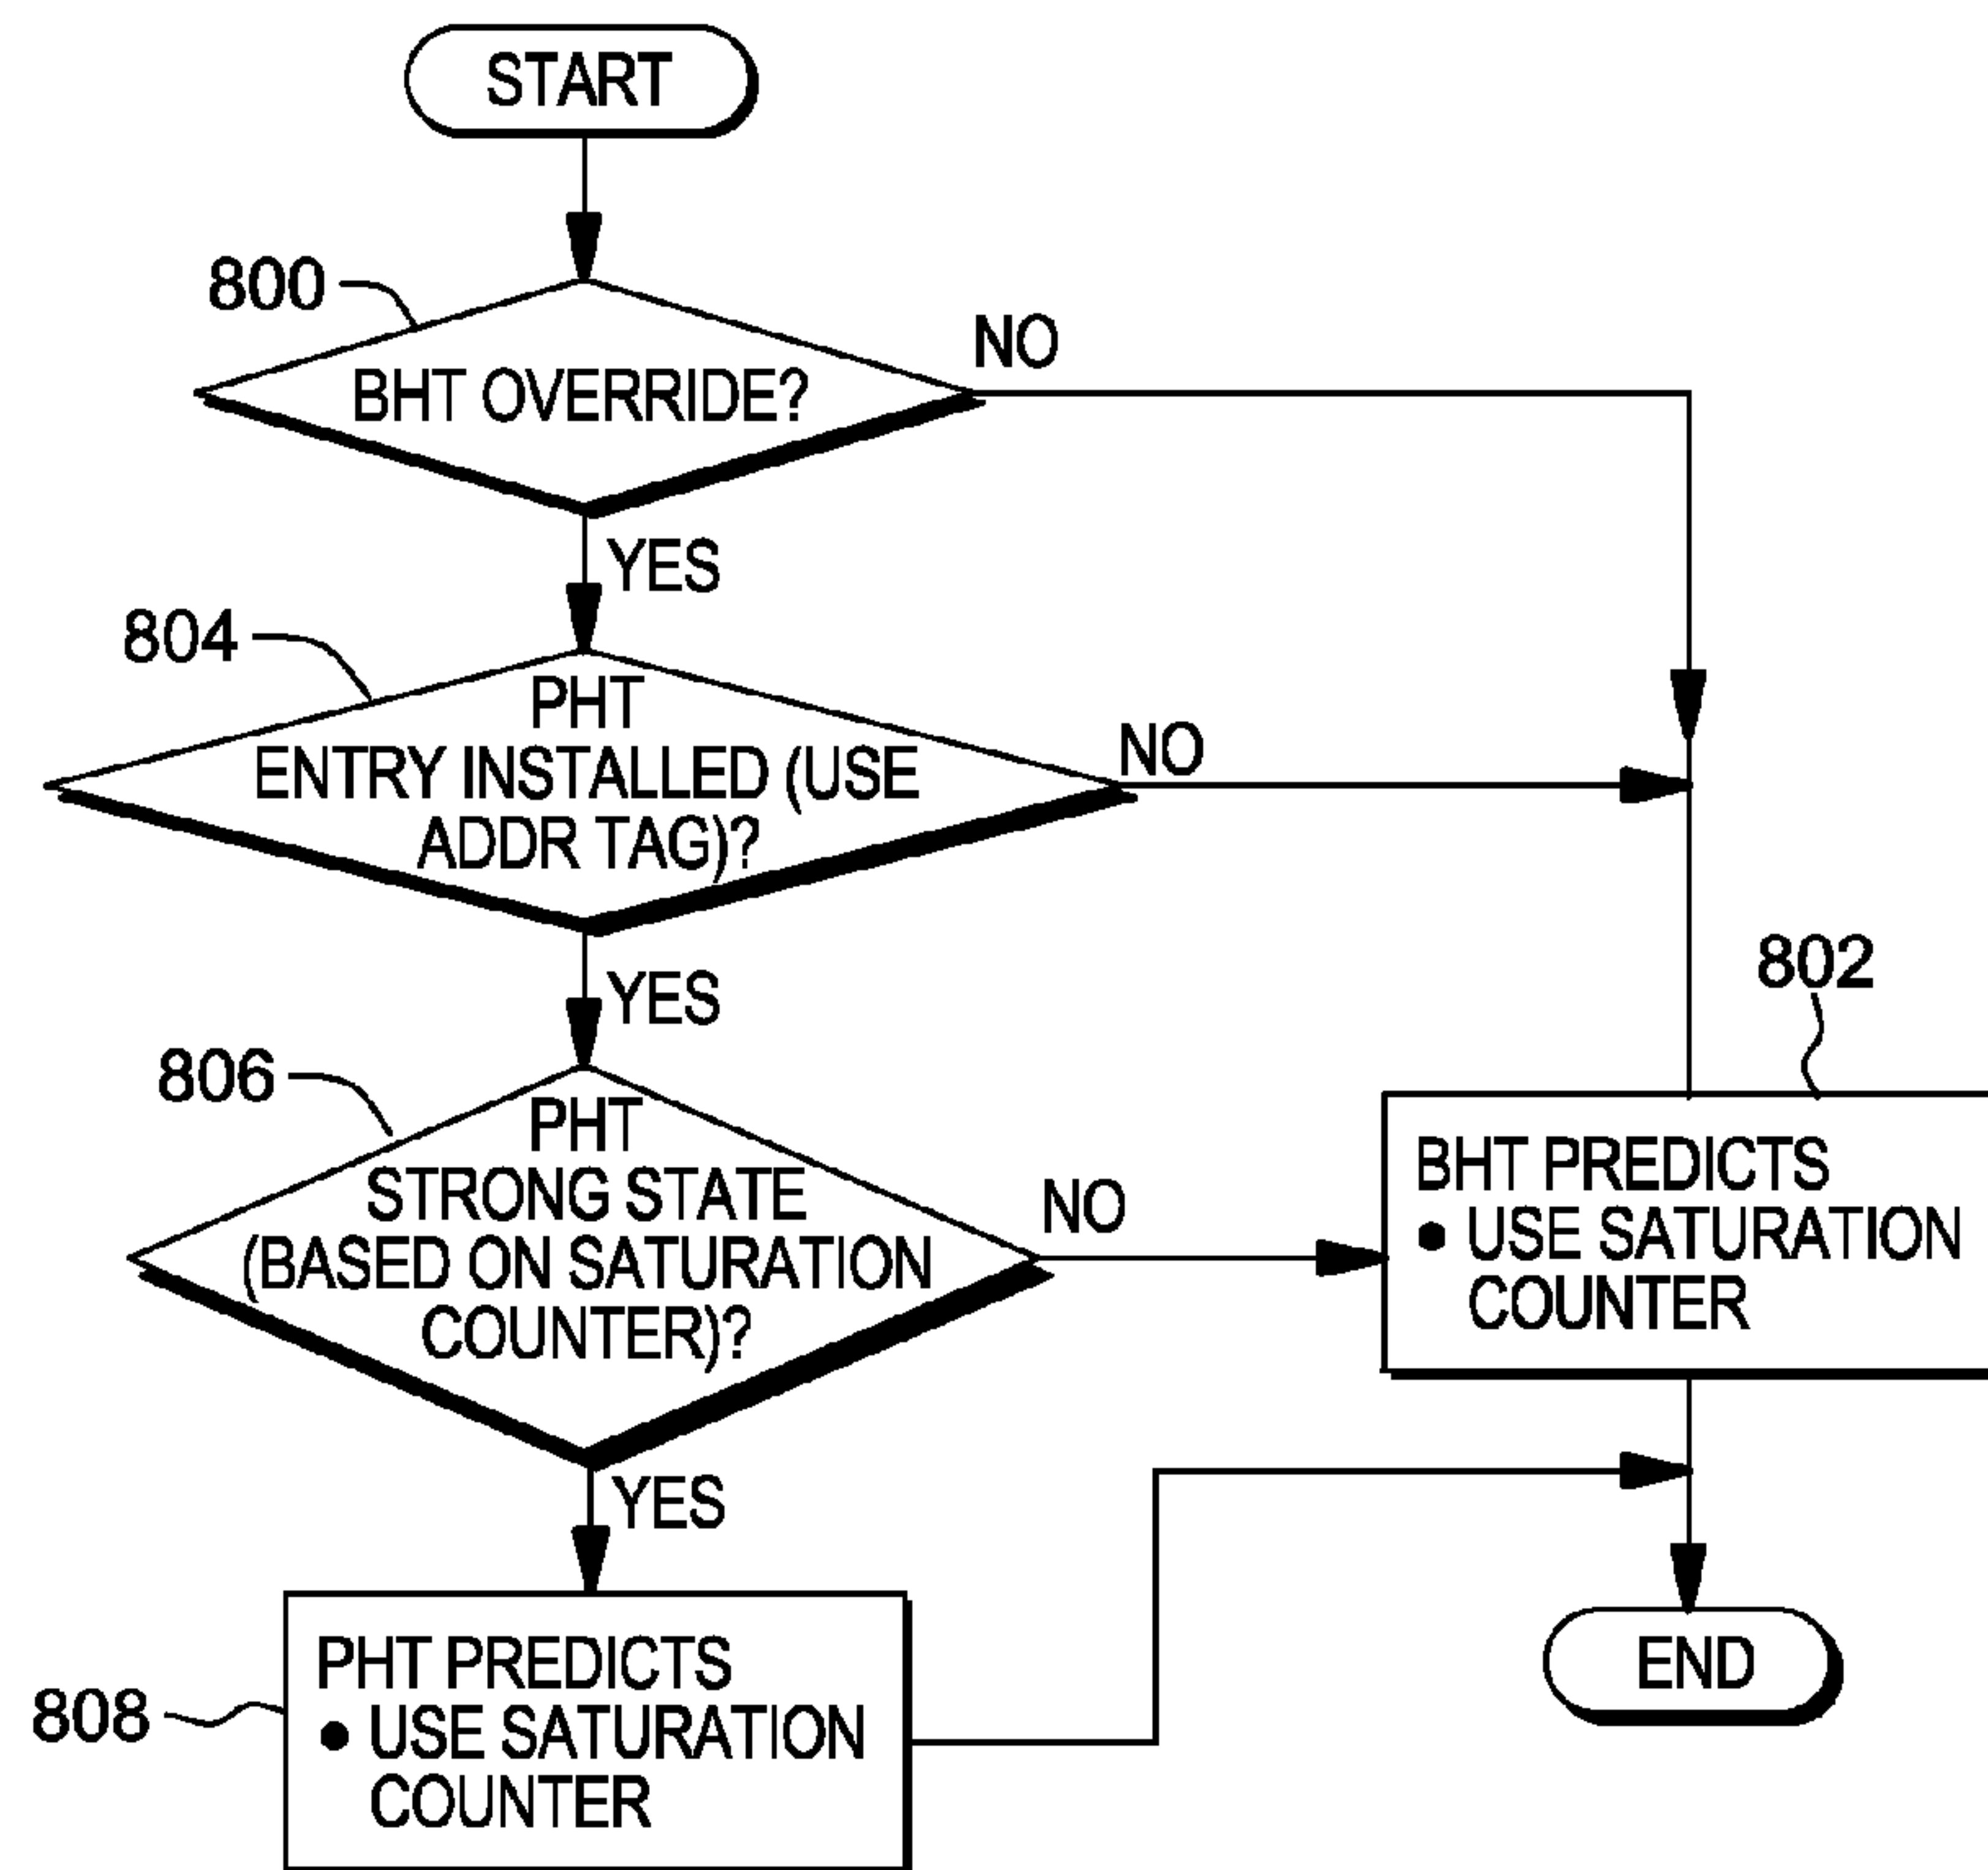 START
800
BHT OVERRIDE?
NO
YES
804
PHT
ENTRY INSTALLED (USE
ADDR TAG)?
NO
YES
806
PHT
STRONG STATE
(BASED ON SATURATION
COUNTER)?
NO
802
BHT PREDICTS
● USE SATURATION
COUNTER
YES
808
PHT PREDICTS
● USE SATURATION
COUNTER
END